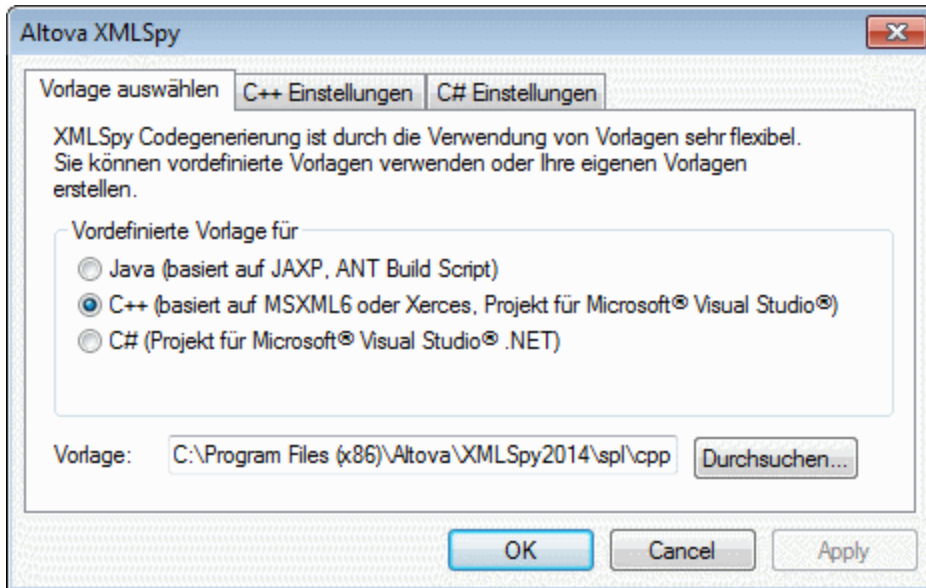 Altova XMLSpy
Vorlage auswählen
C++ Einstellungen
C# Einstellungen
XMLSpy Codegenerierung ist durch die Verwendung von Vorlagen sehr flexibel.
Sie können vordefinierte Vorlagen verwenden oder Ihre eigenen Vorlagen
erstellen.
Vordefinierte Vorlage für
Java (basiert auf JAXP, ANT Build Script)
C++ (basiert auf MSXML6 oder Xerces, Projekt für Microsoft® Visual Studio®)
C# (Projekt für Microsoft® Visual Studio® .NET)
Vorlage:
C:\Program Files (x86)\Altova\XMLSpy2014\spl\cpp
Durchsuchen...
OK
Cancel
Apply